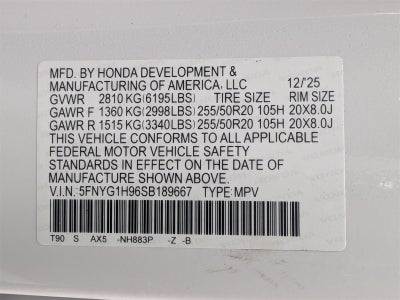 MFD. BY HONDA DEVELOPMENT &
MANUFACTURING OF AMERICA, LLC 12/'25
GVWR 2810 KG(6195LBS) TIRE SIZE RIM SIZE
GAWR F 1360 KG(2998LBS) 255/50R20 105H 20X8.0J
GAWR R 1515 KG(3340LBS) 255/50R20 105H 20X8.0J
THIS VEHICLE CONFORMS TO ALL APPLICABLE
FEDERAL MOTOR VEHICLE SAFETY
STANDARDS IN EFFECT ON THE DATE OF
MANUFACTURE SHOWN ABOVE.
V.I.N.:5FNYG1H96SB189667 TYPE:MPV
T90 S AX5 -NH883P -Z -B